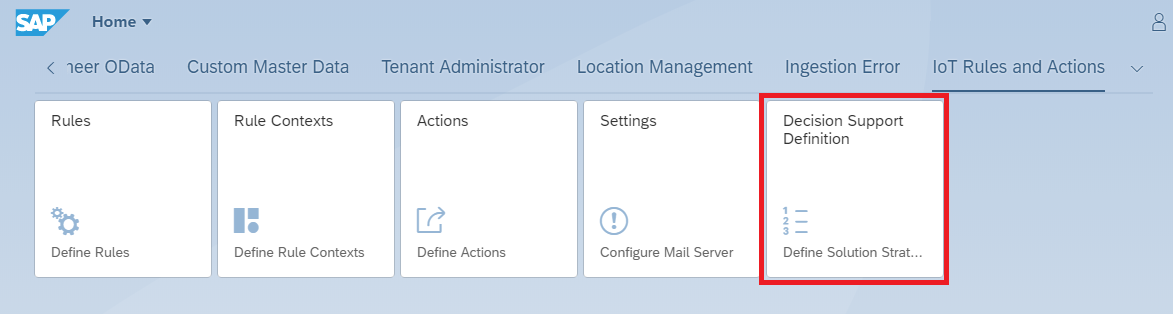 SAP Home
neer OData Custom Master Data Tenant Administrator Location Management Ingestion Error IoT Rules and Actions
Rules
Define Rules
Rule Contexts
Define Rule Contexts
Actions
Define Actions
Settings
Configure Mail Server
Decision Support
Definition
1
2
3
Define Solution Strat...